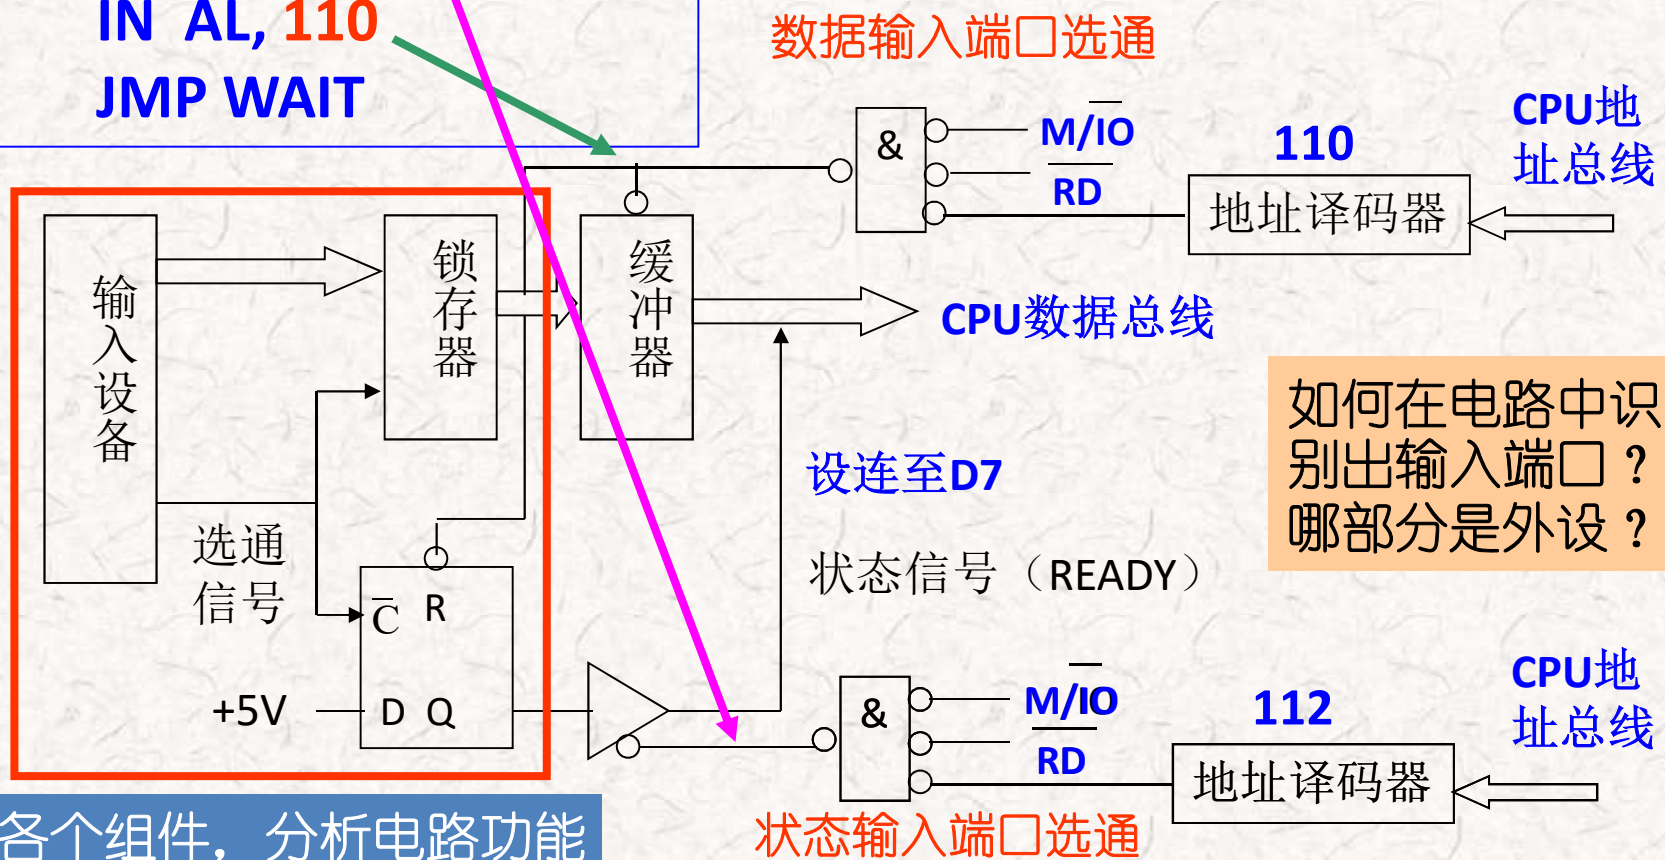 IN AL, 110
JMP WAIT
数据输入端口选通
&
M/IO
RD
110
CPU地
址总线
地址译码器
输入设备
锁存器
缓冲器
CPU数据总线
如何在电路中识
别出输入端口？
哪部分是外设？
设连至D7
选通
信号
状态信号（READY）
C R
+5V
D Q
&
M/IO
RD
112
CPU地
址总线
地址译码器
各个组件，分析电路功能
状态输入端口选通